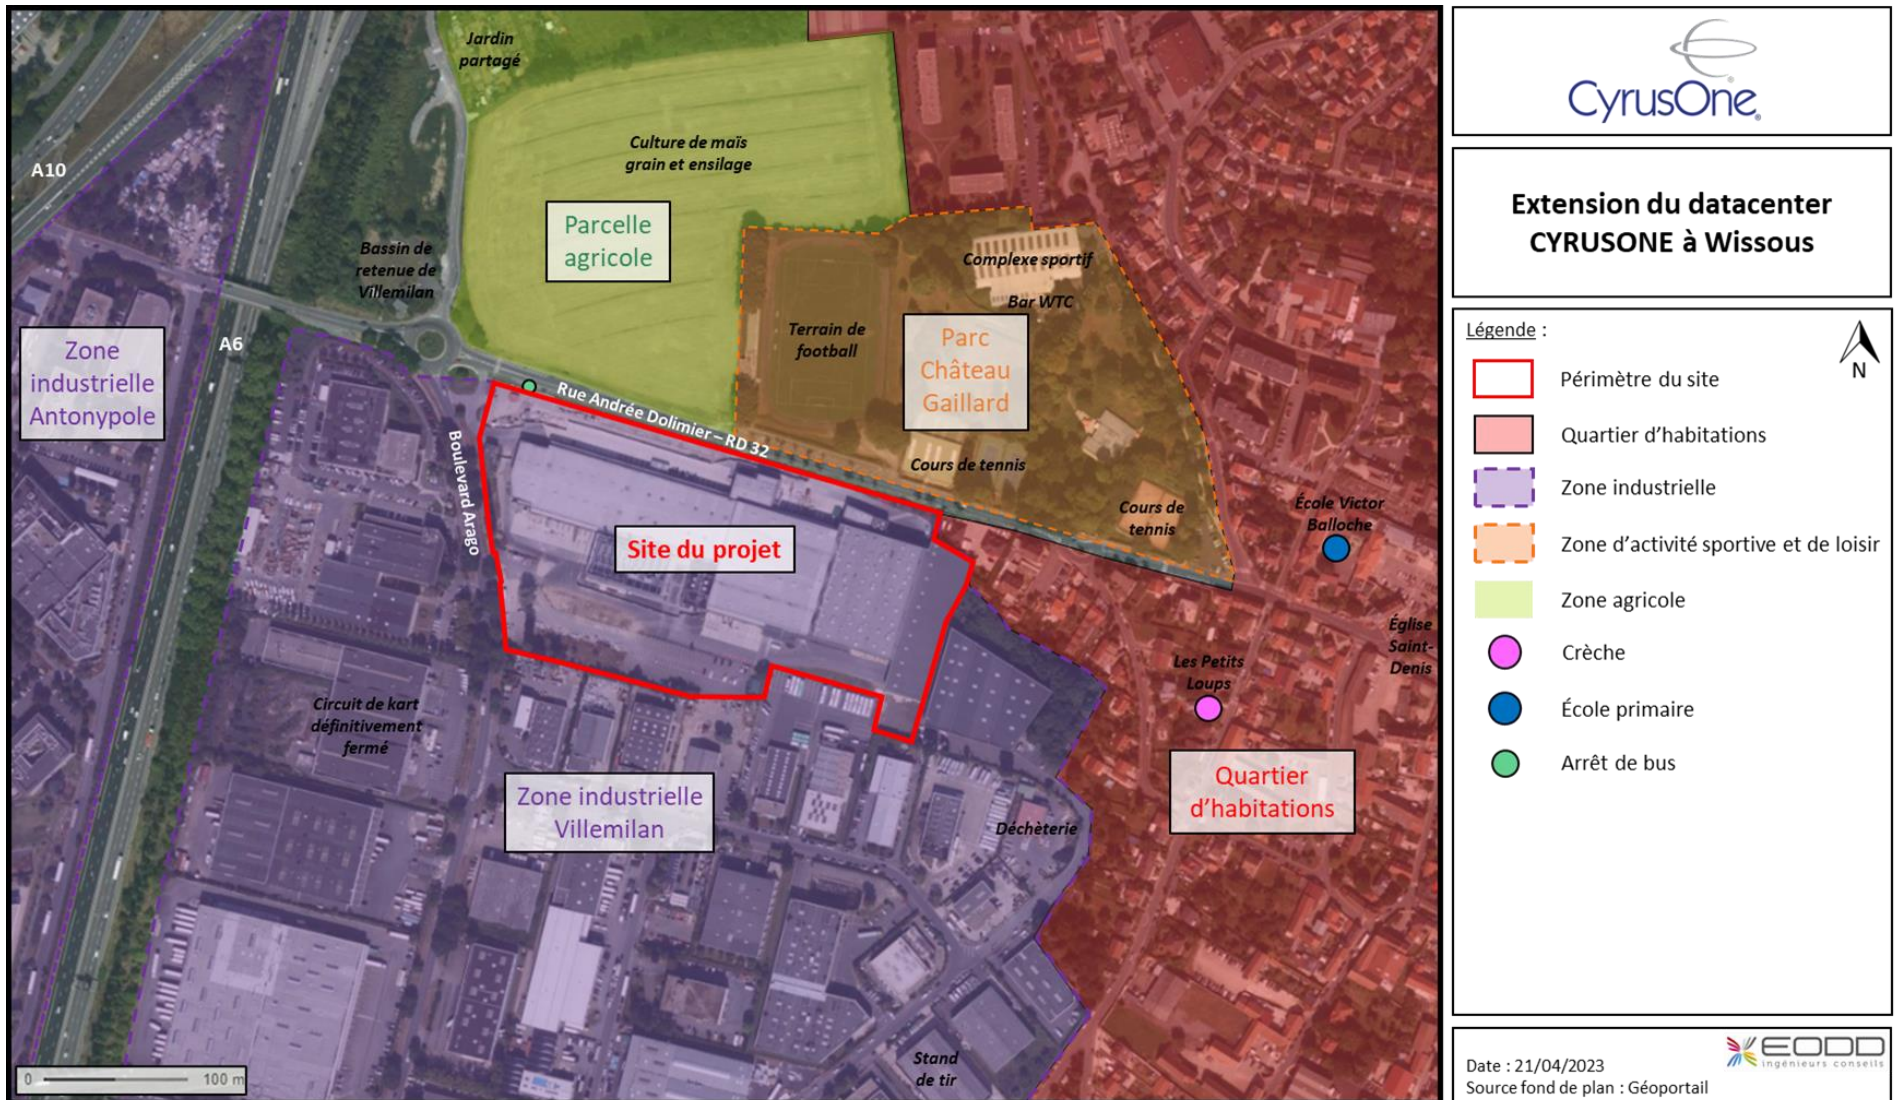 Jardin
partagé
Culture de maïs
grain et ensilage
A10
Parcelle
agricole
Bassin de
retenue de
Villemilan
Complexe sportif
Bar WTC
Terrain de
football
Parc
Château
Gaillard
Zone
industrielle
Antonypole
A6
Rue Andrée Dolimier – RD 32
Boulevard Arago
Cours de tennis
Cours de
tennis
École Victor
Balloche
Site du projet
Église
Saint-
Denis
Les Petits
Loups
Circuit de kart
définitivement
fermé
Quartier
d’habitations
Zone industrielle
Villemilan
Déchèterie
Stand
de tir
0 100 m
CyrusOne®
Extension du datacenter
CYRUSONE à Wissous
Légende :
N
Périmètre du site
Quartier d’habitations
Zone industrielle
Zone d’activité sportive et de loisir
Zone agricole
Crèche
École primaire
Arrêt de bus
EODD
ingénieurs conseils
Date : 21/04/2023
Source fond de plan : Géoportail